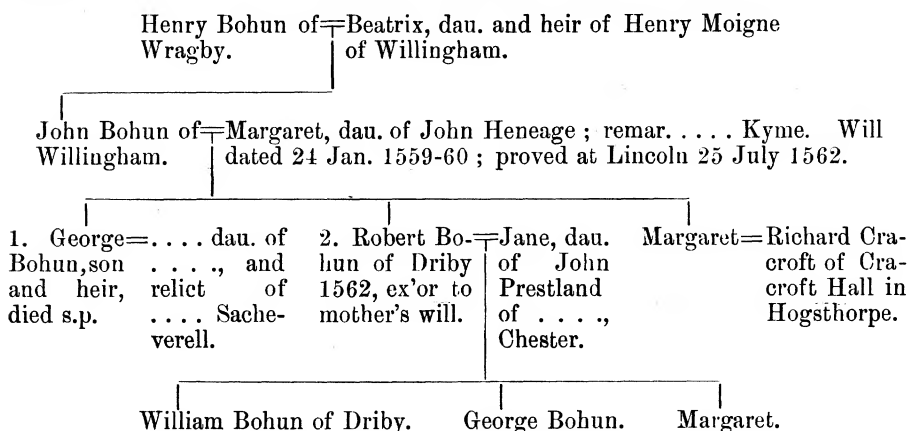 Henry Bohun of=Beatrix, dau. and heir of Henry Moigne
Wragby. of Willingham.
John Bohun of=Margaret, dau. of John Heneage ; remar. . . . . Kyme. Will
Willingham. dated 24 Jan. 1559-60 ; proved at Lincoln 25 July 1562.
1. George=. . . . dau. of
Bohun, son . . . ., and
and heir, relict of
died s.p. . . . . Sache-
verell.
2. Robert Bo-=Jane, dau.
hun of Driby of John
1562, ex'or to Prestland
mother's will. of . . . .,
Chester.
Margaret=Richard Cra-
croft of Cra-
croft Hall in
Hogsthorpe.
William Bohun of Driby. George Bohun. Margaret.